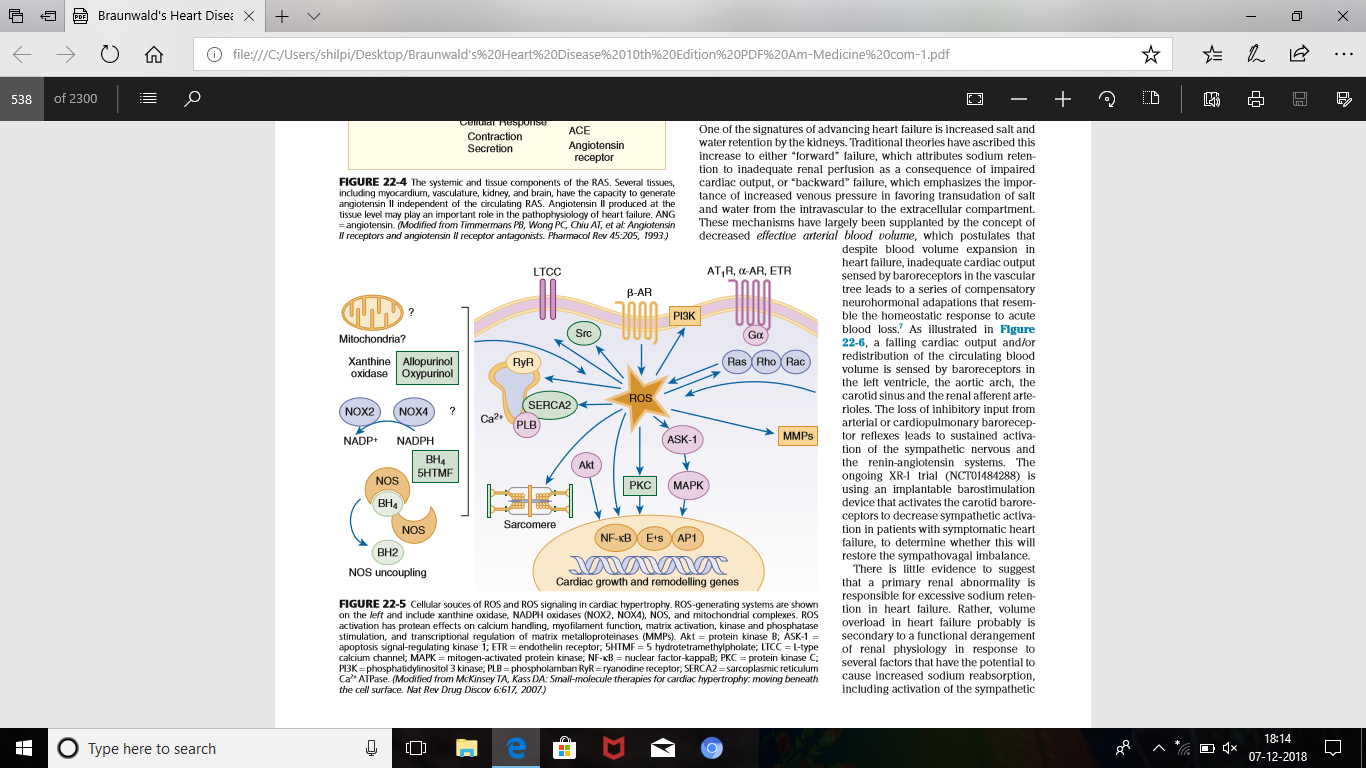 Braunwald's Heart Disea
file:///C:/Users/shilpi/Desktop/Braunwald's%20Heart%20Disease%2010th%20Edition%20PDF%20Am-Medicine%20com-1.pdf
538 of 2300
Cellular Response
Contraction
Secretion
ACE
Angiotensin
receptor
FIGURE 22-4 The systemic and tissue components of the RAS. Several tissues,
including myocardium, vasculature, kidney, and brain, have the capacity to generate
angiotensin II independent of the circulating RAS. Angiotensin II produced at the
tissue level may play an important role in the pathophysiology of heart failure. ANG
= angiotensin. (Modified from Timmermans PB, Wong PC, Chiu AT, et al: Angiotensin
II receptors and angiotensin II receptor antagonists. Pharmacol Rev 45:205, 1993.)
LTCC
β-AR
AT1R, α-AR, ETR
PI3K
Gα
?
Mitochondria?
Src
Xanthine
oxidase
Allopurinol
Oxypurinol
RyR
Ras Rho Rac
ROS
SERCA2
Ca2+
PLB
NOX2 NOX4 ?
NADP+ NADPH
MMPs
ASK-1
BH4
5HTMF
Akt
PKC
MAPK
NOS
BH4
NOS
Sarcomere
NF-κB E+s AP1
BH2
NOS uncoupling
Cardiac growth and remodelling genes
FIGURE 22-5 Cellular souces of ROS and ROS signaling in cardiac hypertrophy. ROS-generating systems are shown
on the left and include xanthine oxidase, NADPH oxidases (NOX2, NOX4), NOS, and mitochondrial complexes. ROS
activation has protean effects on calcium handling, myofilament function, matrix activation, kinase and phosphatase
stimulation, and transcriptional regulation of matrix metalloproteinases (MMPs). Akt = protein kinase B; ASK-1 =
apoptosis signal-regulating kinase 1; ETR = endothelin receptor; 5HTMF = 5 hydrotetramethylpholate; LTCC = L-type
calcium channel; MAPK = mitogen-activated protein kinase; NF-κB = nuclear factor-kappaB; PKC = protein kinase C;
PI3K = phosphatidylinositol 3 kinase; PLB = phospholamban RyR = ryanodine receptor; SERCA2 = sarcoplasmic reticulum
Ca2+ ATPase. (Modified from McKinsey TA, Kass DA: Small-molecule therapies for cardiac hypertrophy: moving beneath
the cell surface. Nat Rev Drug Discov 6:617, 2007.)
One of the signatures of advancing heart failure is increased salt and
water retention by the kidneys. Traditional theories have ascribed this
increase to either "forward" failure, which attributes sodium reten-
tion to inadequate renal perfusion as a consequence of impaired
cardiac output, or "backward" failure, which emphasizes the impor-
tance of increased venous pressure in favoring transudation of salt
and water from the intravascular to the extracellular compartment.
These mechanisms have largely been supplanted by the concept of
decreased effective arterial blood volume, which postulates that
despite blood volume expansion in
heart failure, inadequate cardiac output
sensed by baroreceptors in the vascular
tree leads to a series of compensatory
neurohormonal adapations that resem-
ble the homeostatic response to acute
blood loss.7 As illustrated in Figure
22-6, a falling cardiac output and/or
redistribution of the circulating blood
volume is sensed by baroreceptors in
the left ventricle, the aortic arch, the
carotid sinus and the renal afferent arte-
rioles. The loss of inhibitory input from
arterial or cardiopulmonary barorecep-
tor reflexes leads to sustained activa-
tion of the sympathetic nervous and
the renin-angiotensin systems. The
ongoing XR-1 trial (NCT01484288) is
using an implantable barostimulation
device that activates the carotid barore-
ceptors to decrease sympathetic activa-
tion in patients with symptomatic heart
failure, to determine whether this will
restore the sympathovagal imbalance.
There is little evidence to suggest
that a primary renal abnormality is
responsible for excessive sodium reten-
tion in heart failure. Rather, volume
overload in heart failure probably is
secondary to a functional derangement
of renal physiology in response to
several factors that have the potential to
cause increased sodium reabsorption,
including activation of the sympathetic
Type here to search
18:14
07-12-2018